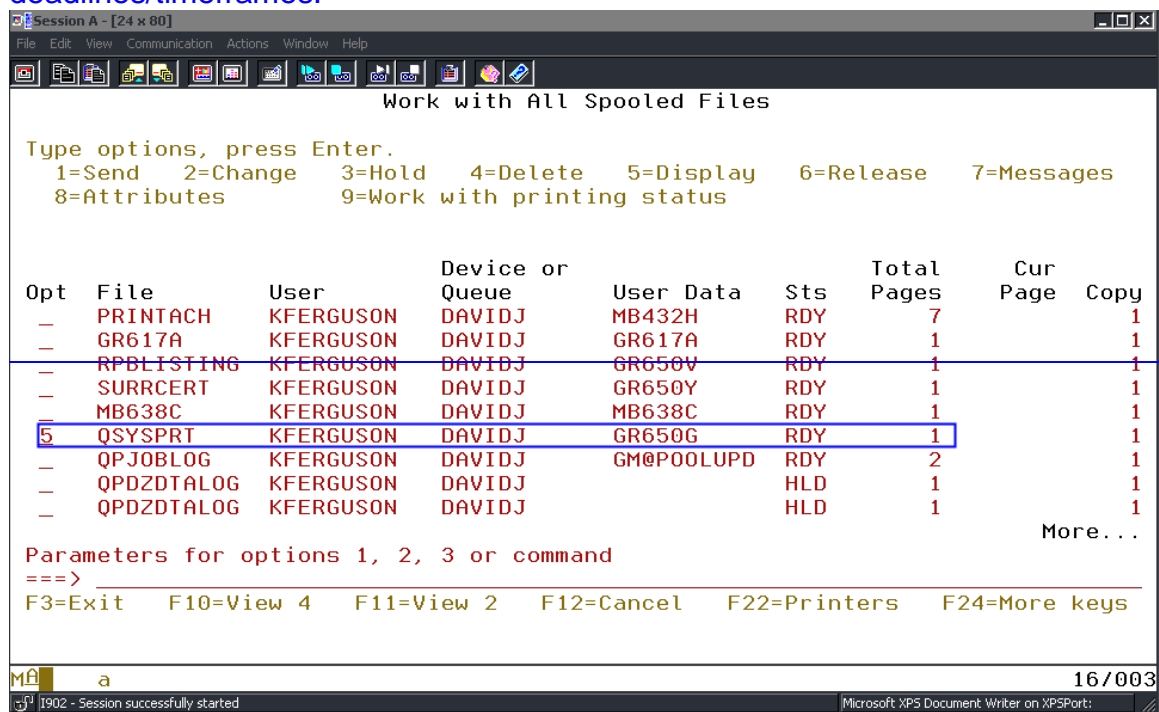 deadlines/timeframes.
Session A - [24 x 80]
File Edit View Communication Actions Window Help
Work with All Spooled Files
Type options, press Enter.
1=Send 2=Change 3=Hold 4=Delete 5=Display 6=Release 7=Messages
8=Attributes 9=Work with printing status
Device or Total Cur
Opt File User Queue User Data Sts Pages Page Copy
_ PRINTACH KFERGUSON DAVIDJ MB432H RDY 7 1
_ GR617A KFERGUSON DAVIDJ GR617A RDY 1 1
_ RPBLISTING KFERGUSON DAVIDJ GR650V RDY 1 1
_ SURRCERT KFERGUSON DAVIDJ GR650Y RDY 1 1
_ MB638C KFERGUSON DAVIDJ MB638C RDY 1 1
5 QSYSPRT KFERGUSON DAVIDJ GR650G RDY 1 1
_ QPJOBLOG KFERGUSON DAVIDJ GM@POOLUPD RDY 2 1
_ QPDZDTALOG KFERGUSON DAVIDJ HLD 1 1
_ QPDZDTALOG KFERGUSON DAVIDJ HLD 1 1
More...
Parameters for options 1, 2, 3 or command
===>
F3=Exit F10=View 4 F11=View 2 F12=Cancel F22=Printers F24=More keys
MA a 16/003
I902 - Session successfully started Microsoft XPS Document Writer on XPSPort: